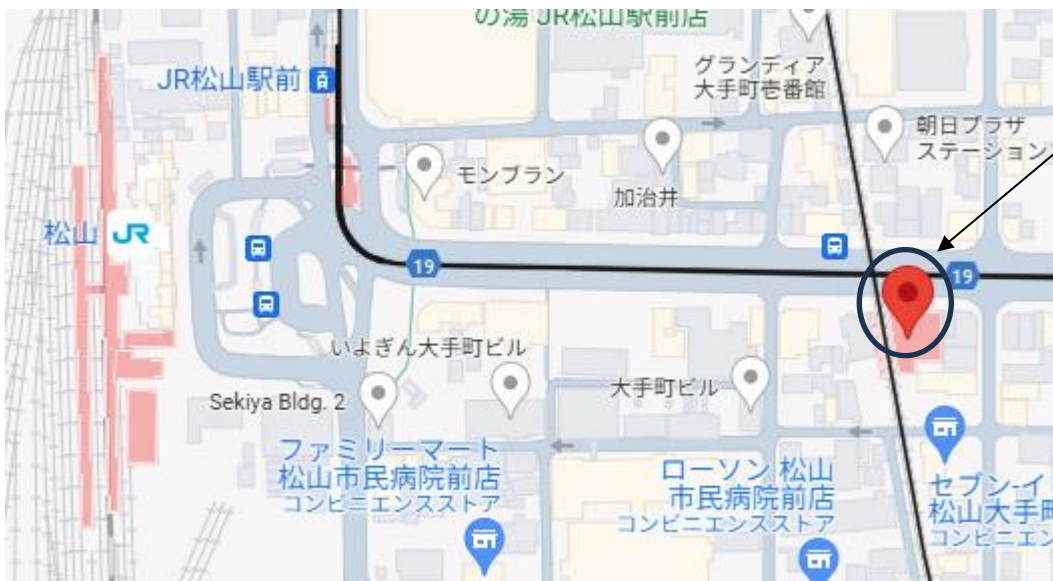 の湯 JR松山駅前店
JR松山駅前
グランディア
大手町壱番館
朝日プラザ
ステーション
モンブラン
加治井
松山 JR
19
19
いよぎん大手町ビル
大手町ビル
Sekiya Bldg. 2
ファミリーマート
松山市民病院前店
コンビニエンスストア
ローソン 松山
市民病院前店
コンビニエンスストア
セブン-イ
松山大手町
コンビニエン